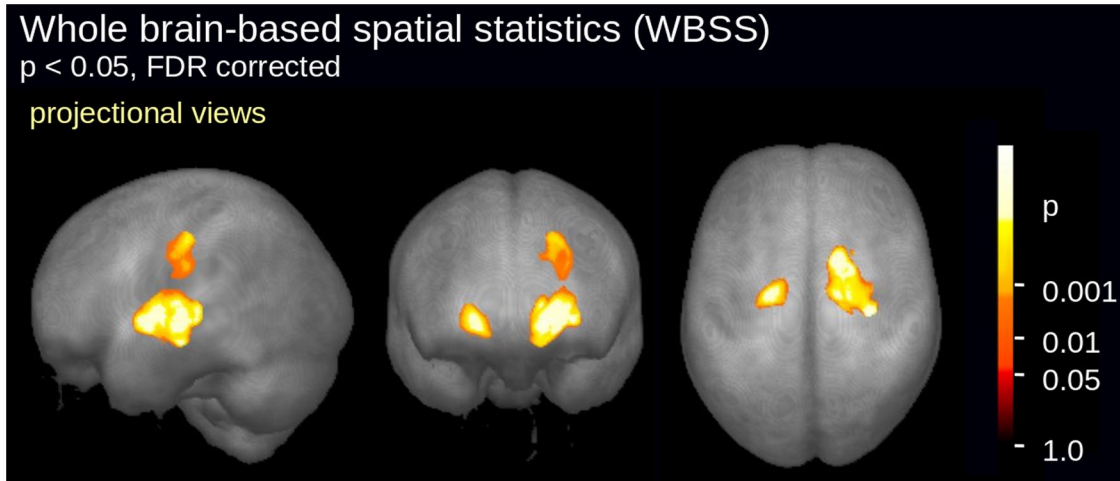 Whole brain-based spatial statistics (WBSS)
p < 0.05, FDR corrected
projectional views
p
0.001
0.01
0.05
1.0